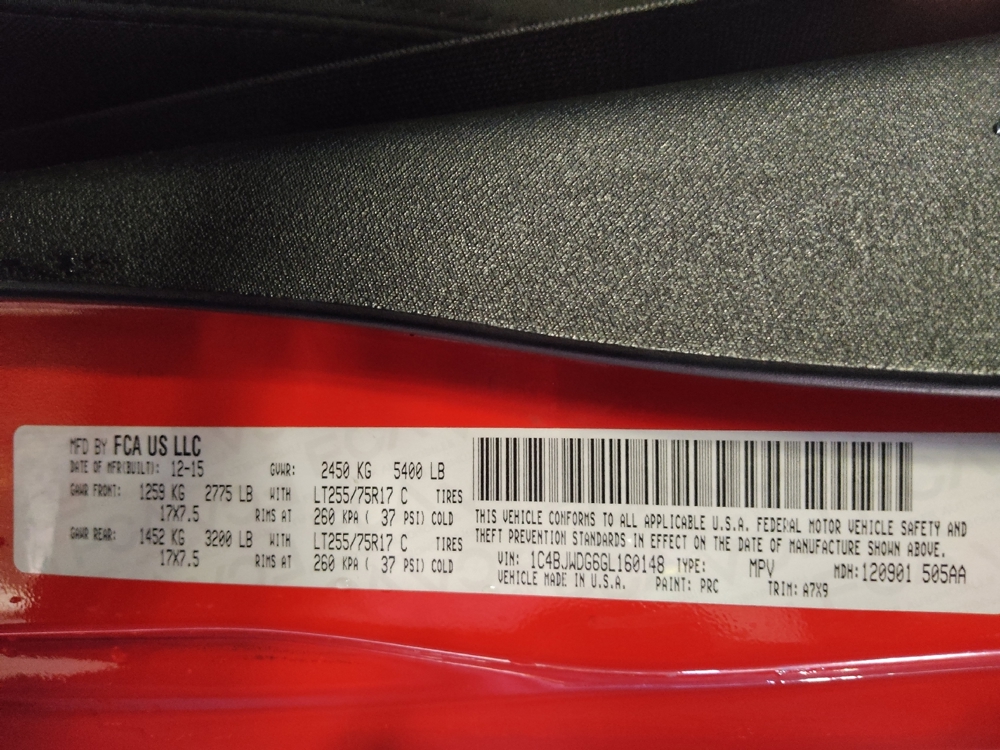 MFD BY FCA US LLC
DATE OF MFR(BUILT): 12-15 GVWR: 2450 KG 5400 LB
GAWR FRONT: 1259 KG 2775 LB WITH LT255/75R17 C TIRES
17X7.5 RIMS AT 260 KPA ( 37 PSI) COLD
GAWR REAR: 1452 KG 3200 LB WITH LT255/75R17 C TIRES
17X7.5 RIMS AT 260 KPA ( 37 PSI) COLD
THIS VEHICLE CONFORMS TO ALL APPLICABLE U.S.A. FEDERAL MOTOR VEHICLE SAFETY AND
THEFT PREVENTION STANDARDS IN EFFECT ON THE DATE OF MANUFACTURE SHOWN ABOVE.
VIN: 1C4BJWDG6GL160148 TYPE: MPV MDH:120901 505AA
VEHICLE MADE IN U.S.A. PAINT: PRC TRIM: A7X9